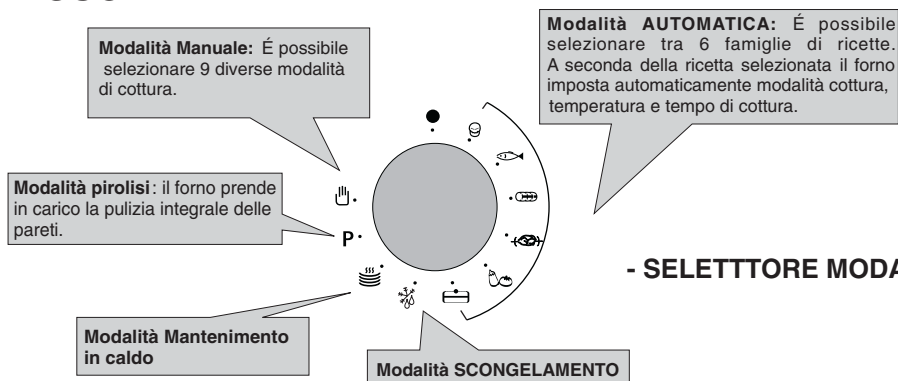 Modalità Manuale: É possibile
selezionare 9 diverse modalità
di cottura.
Modalità AUTOMATICA: É possibile
selezionare tra 6 famiglie di ricette.
A seconda della ricetta selezionata il forno
imposta automaticamente modalità cottura,
temperatura e tempo di cottura.
Modalità pirolisi: il forno prende
in carico la pulizia integrale delle
pareti.
P
- SELETTTORE MODA
Modalità Mantenimento
in caldo
Modalità SCONGELAMENTO